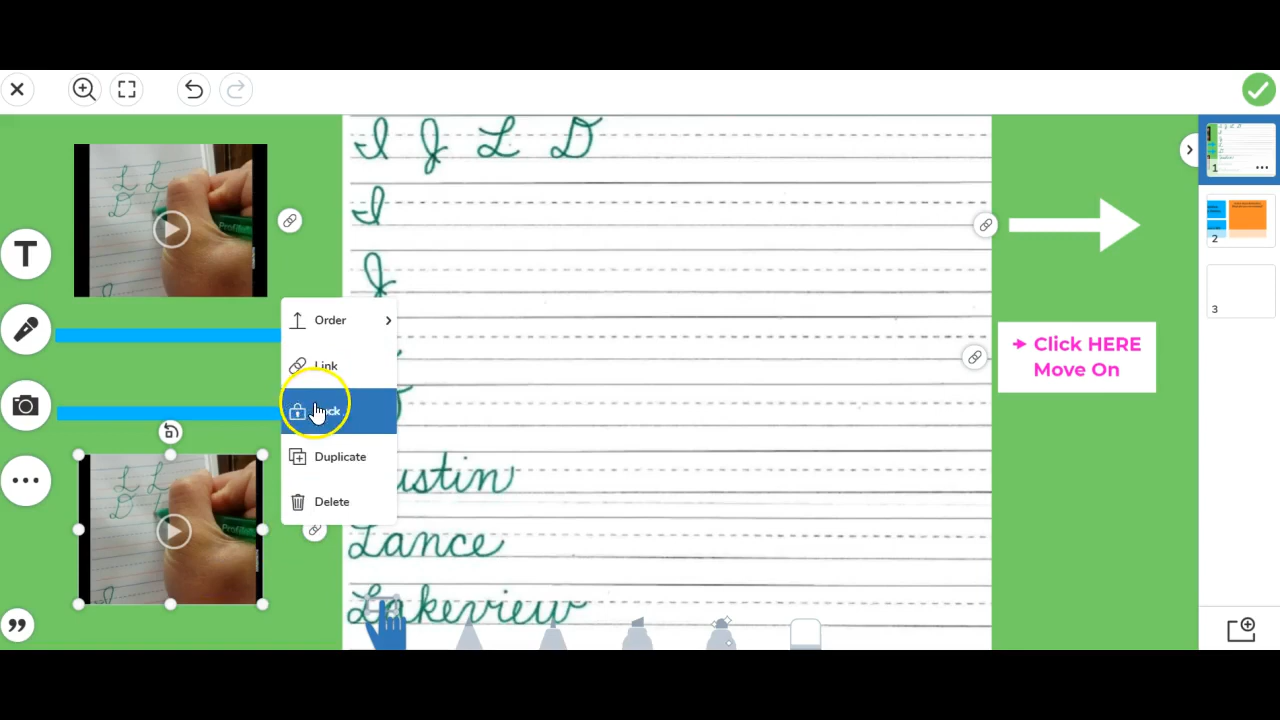 I J L D
I
J
ustin
Lance
Lakeview
T
Order
Link
Duplicate
Delete
Click HERE
Move On
1
2
3